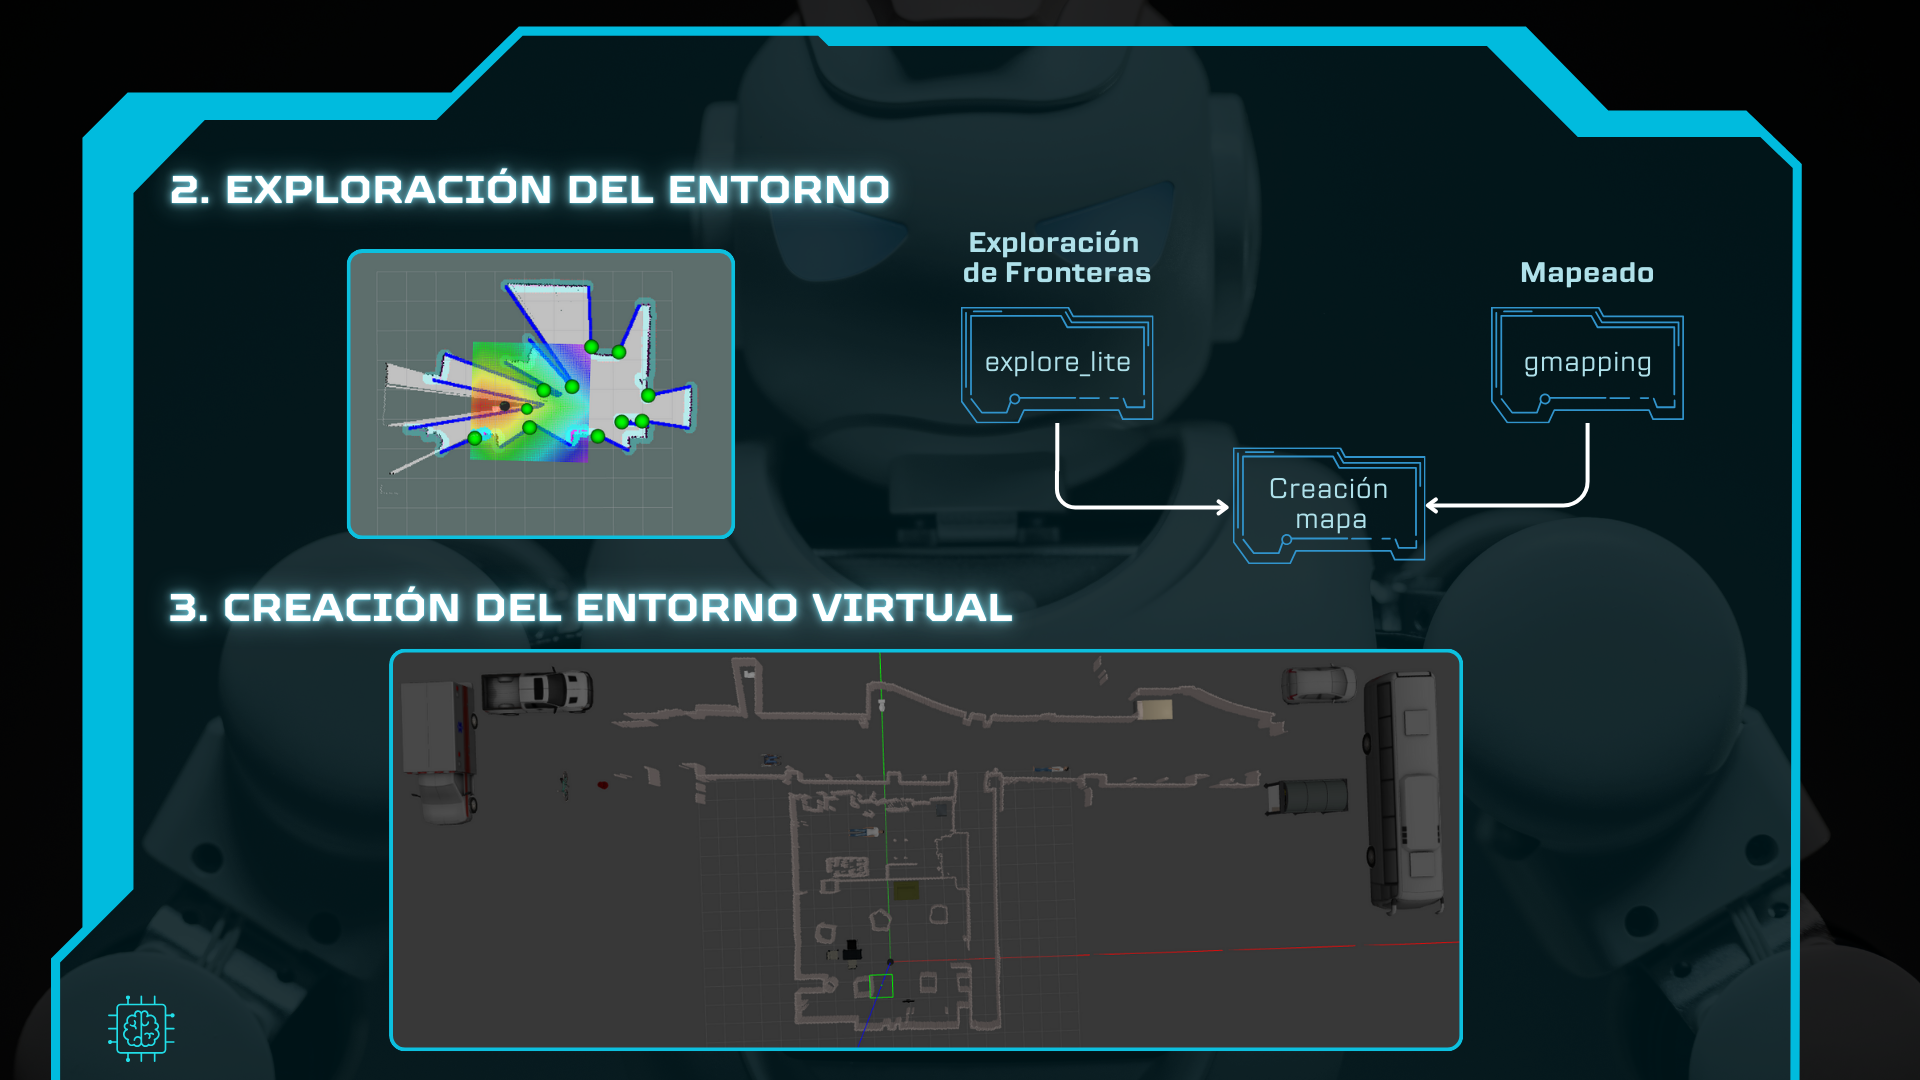 2. EXPLORACIÓN DEL ENTORNO
Exploración
de Fronteras
Mapeado
explore_lite
gmapping
Creación
mapa
3. CREACIÓN DEL ENTORNO VIRTUAL